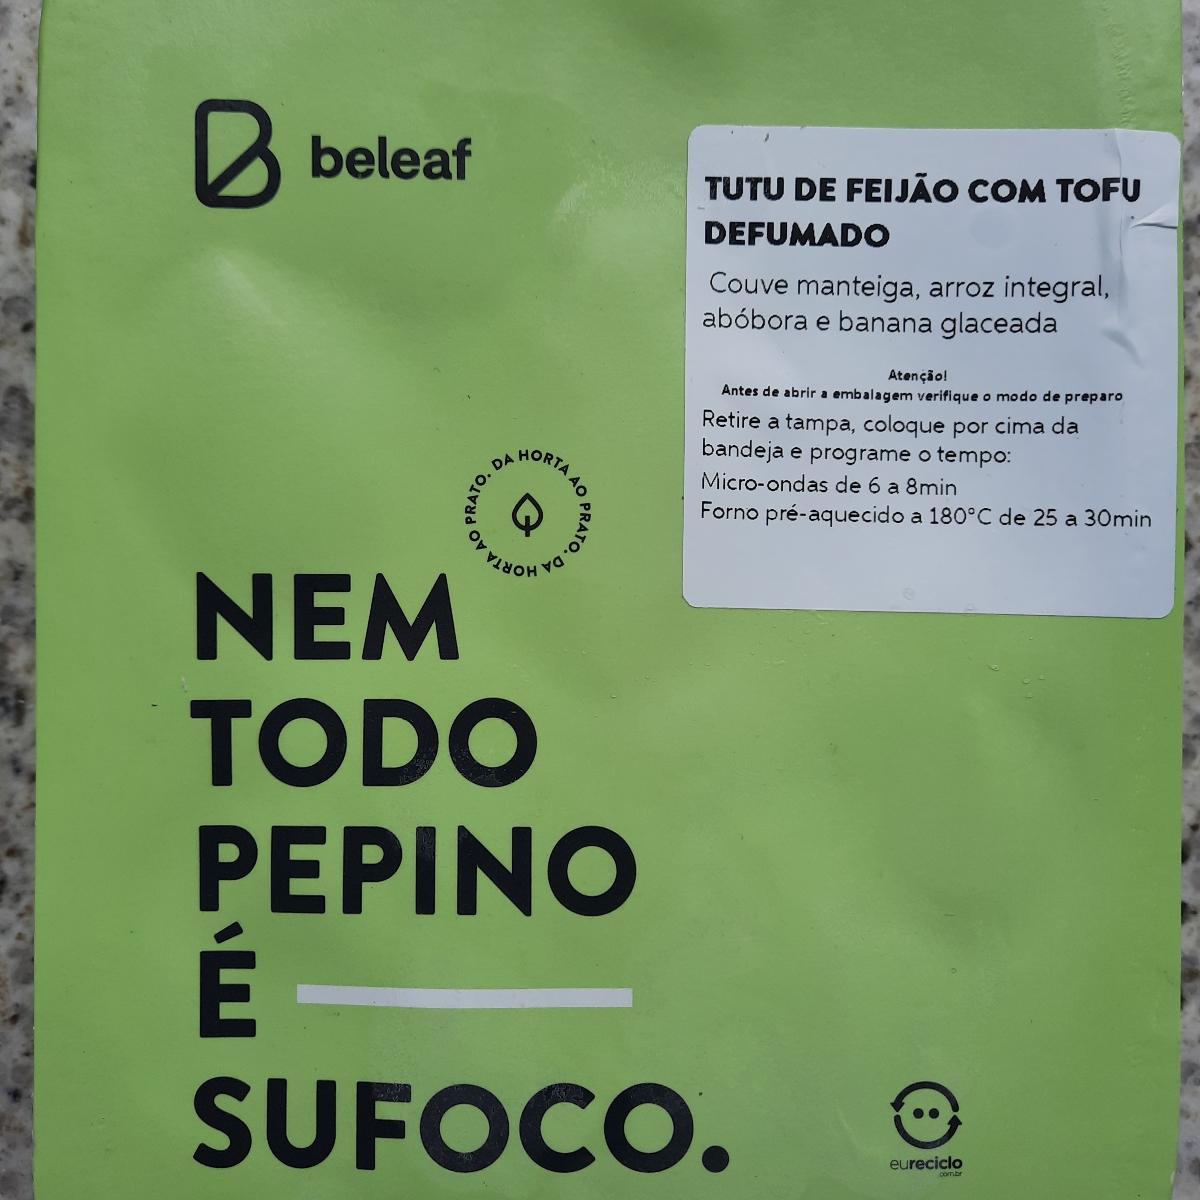 beleaf
TUTU DE FEIJÃO COM TOFU
DEFUMADO
Couve manteiga, arroz integral,
abóbora e banana glaceada
Atenção!
Antes de abrir a embalagem verifique o modo de preparo
Retire a tampa, coloque por cima da
bandeja e programe o tempo:
Micro-ondas de 6 a 8min
Forno pré-aquecido a 180°C de 25 a 30min
DA HORTA AO PRATO. DA HORTA AO PRATO.
NEM
TODO
PEPINO
É
SUFOCO.
eureciclo
.com.br